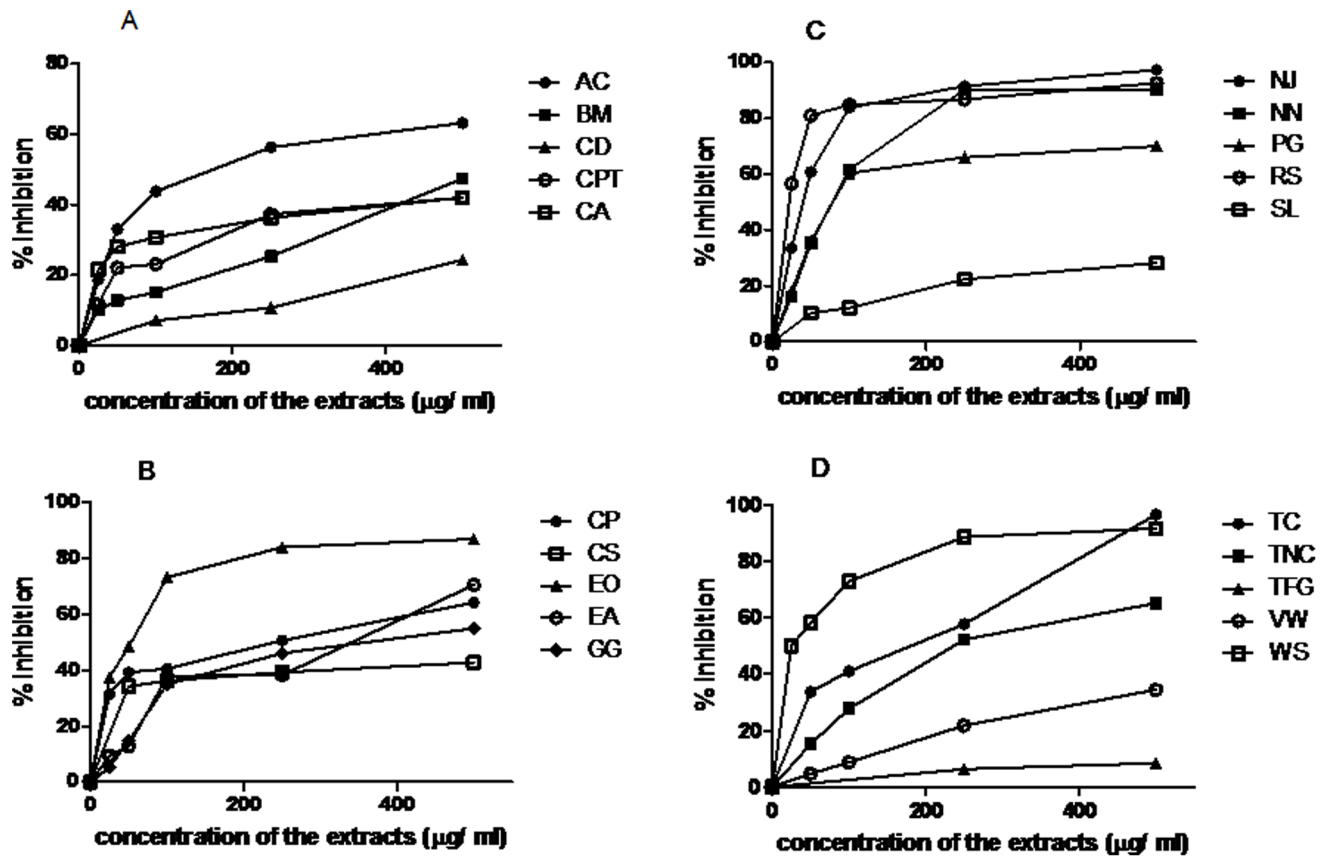 A
80
60
40
20
0
0 200 400
% Inhibition
concentration of the extracts (µg/ ml)
AC
BM
CD
CPT
CA
C
100
80
60
40
20
0
0 200 400
% Inhibition
concentration of the extracts (µg/ ml)
NJ
NN
PG
RS
SL
B
100
80
60
40
20
0
0 200 400
% Inhibition
concentration of the extracts (µg/ ml)
CP
CS
EO
EA
GG
D
100
80
60
40
20
0
0 200 400
% Inhibition
concentration of the extracts (µg/ ml)
TC
TNC
TFG
VW
WS